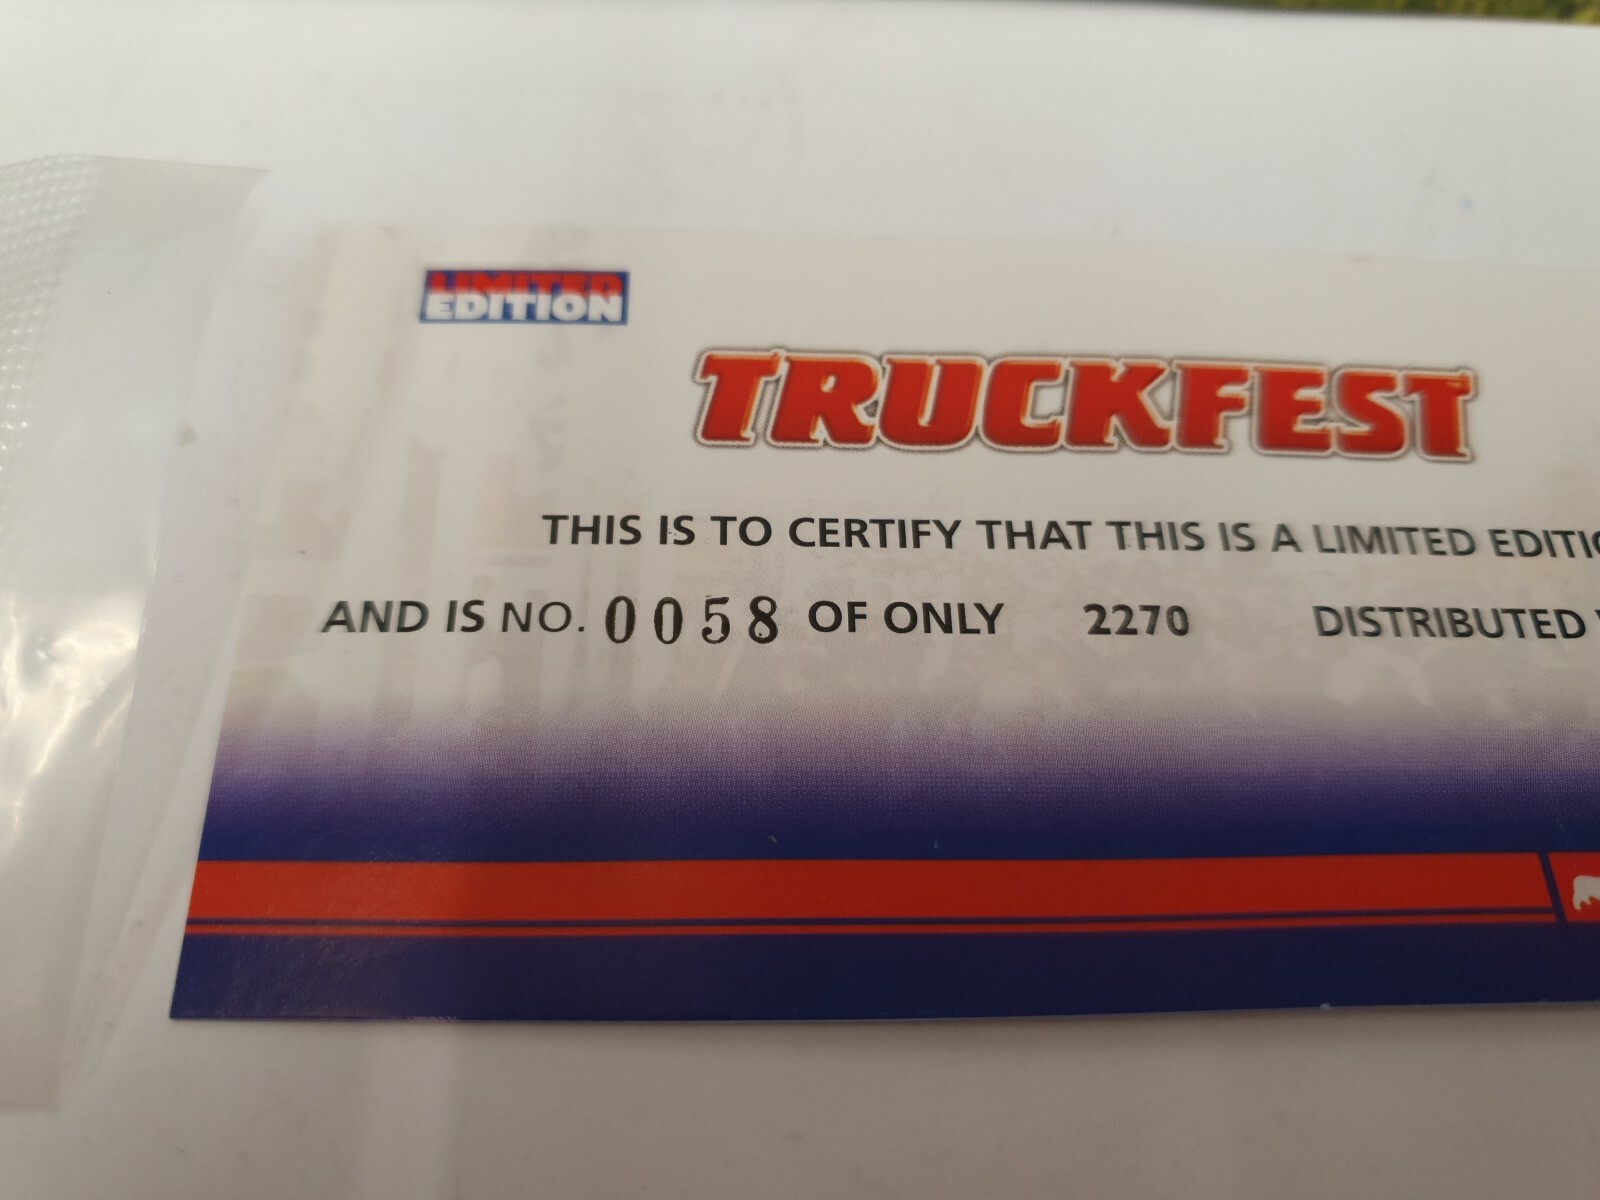 LIMITED
EDITION
TRUCKFEST
THIS IS TO CERTIFY THAT THIS IS A LIMITED
AND IS NO. 0058 OF ONLY 2270 DISTRIBUTED